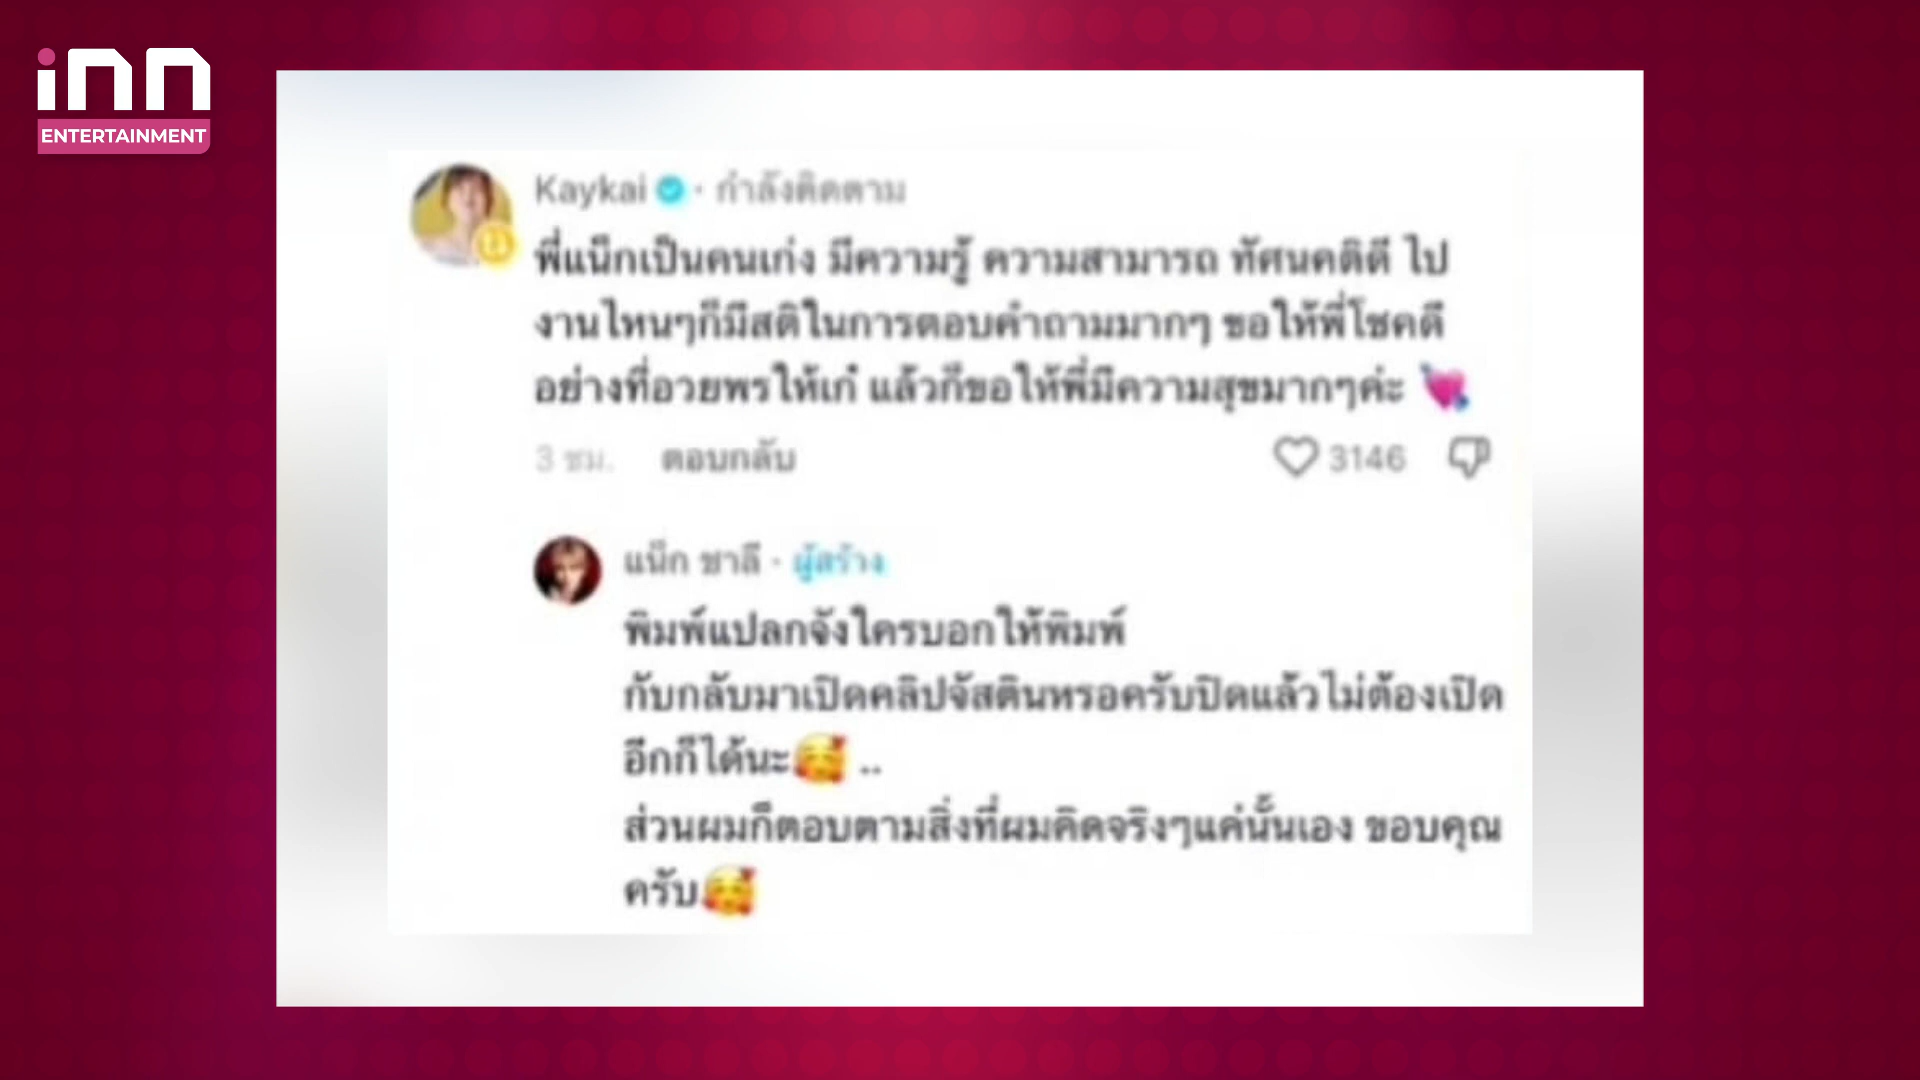 inn
ENTERTAINMENT
Kaykai · กำลังติดตาม
พี่แน็กเป็นคนเก่ง มีความรู้ ความสามารถ ทัศนคติดี ไป
งานไหนๆก็มีสติในการตอบคำถามมากๆ ขอให้พี่โชคดี
อย่างที่อวยพรให้เก๋ แล้วก็ขอให้พี่มีความสุขมากๆค่ะ 💘
3 ชม. ตอบกลับ 3146
แน็ก ชาลี · ผู้สร้าง
พิมพ์แปลกจังใครบอกให้พิมพ์
กับกลับมาเปิดคลิปจัสตินหรอครับปิดแล้วไม่ต้องเปิด
อีกก็ได้นะ🥰 ..
ส่วนผมก็ตอบตามสิ่งที่ผมคิดจริงๆแค่นั้นเอง ขอบคุณ
ครับ🥰